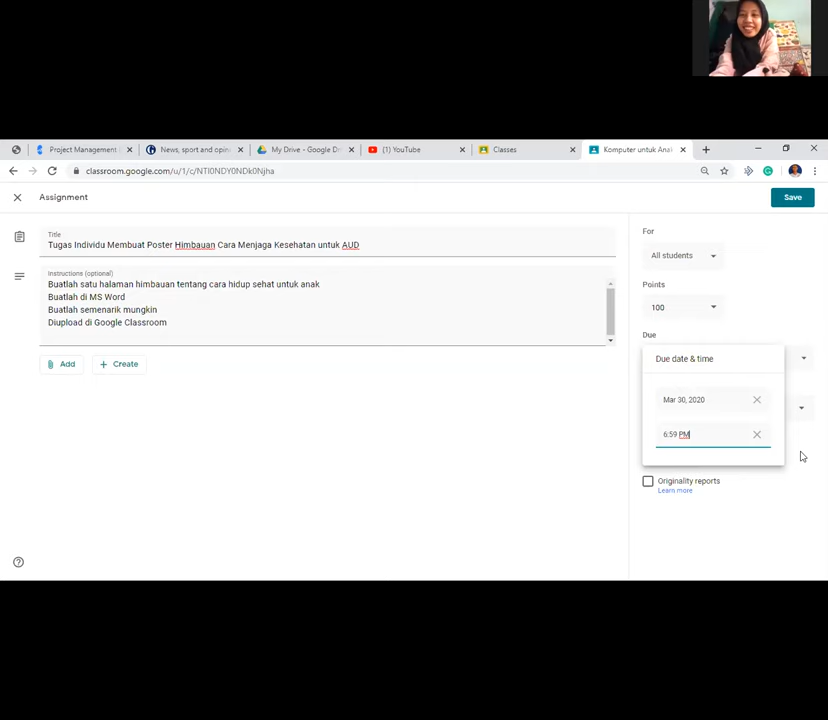 Project Management
News, sport and opin
My Drive - Google Dr
(1) YouTube
Classes
Komputer untuk Ana
classroom.google.com/u/1/c/NTI0NDY0NDk0Njha
Assignment
Save
Title
Tugas Individu Membuat Poster Himbauan Cara Menjaga Kesehatan untuk AUD
Instructions (optional)
Buatlah satu halaman himbauan tentang cara hidup sehat untuk anak
Buatlah di MS Word
Buatlah semenarik mungkin
Diupload di Google Classroom
Add
Create
For
All students
Points
100
Due
Due date & time
Mar 30, 2020
6:59 PM
Originality reports
Learn more